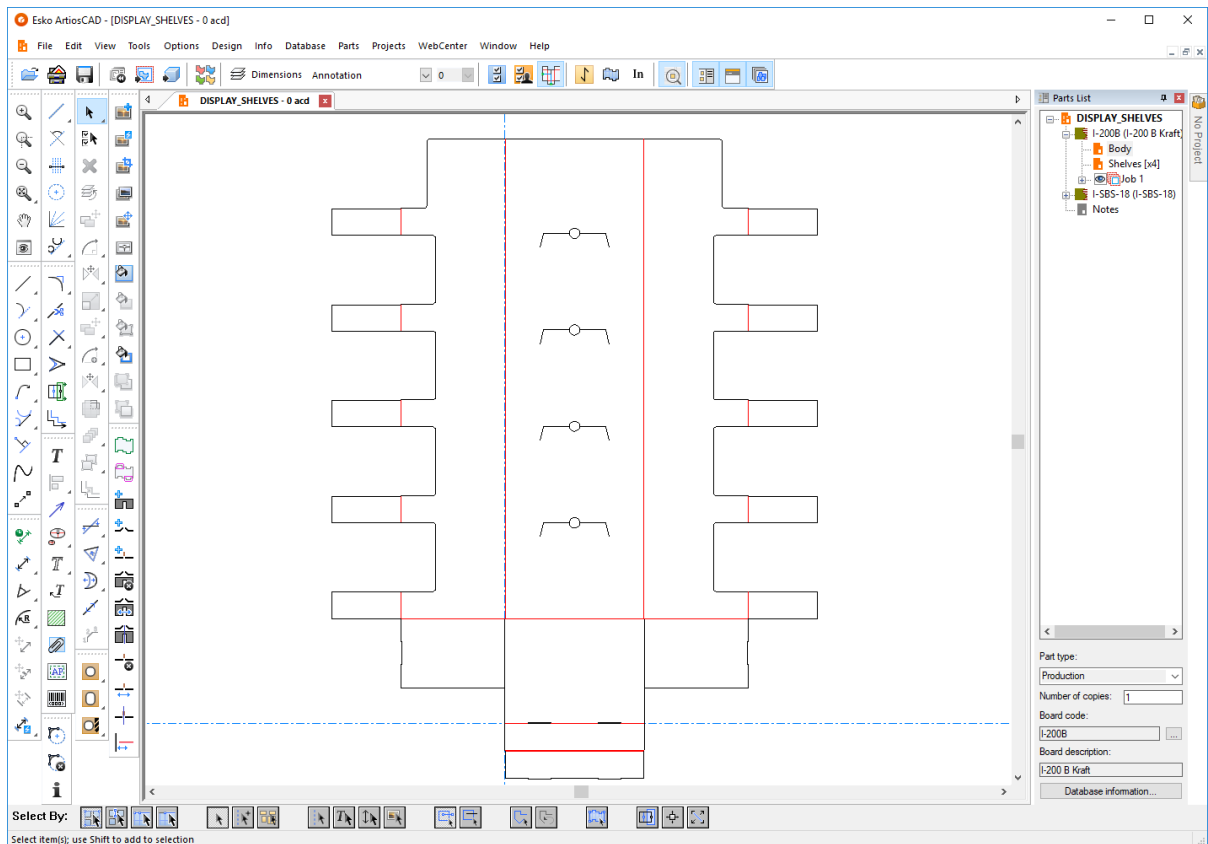 Esko ArtiosCAD - [DISPLAY_SHELVES - 0 acd]
File Edit View Tools Options Design Info Database Parts Projects WebCenter Window Help
Dimensions Annotation 0 In
DISPLAY_SHELVES - 0 acd
Parts List
DISPLAY_SHELVES
I-200B (I-200 B Kraft)
Body
Shelves [x4]
Job 1
I-SBS-18 (I-SBS-18)
Notes
No Project
Part type:
Production
Number of copies: 1
Board code:
I-200B ...
Board description:
I-200 B Kraft
Database information...
Select By:
Select item(s); use Shift to add to selection